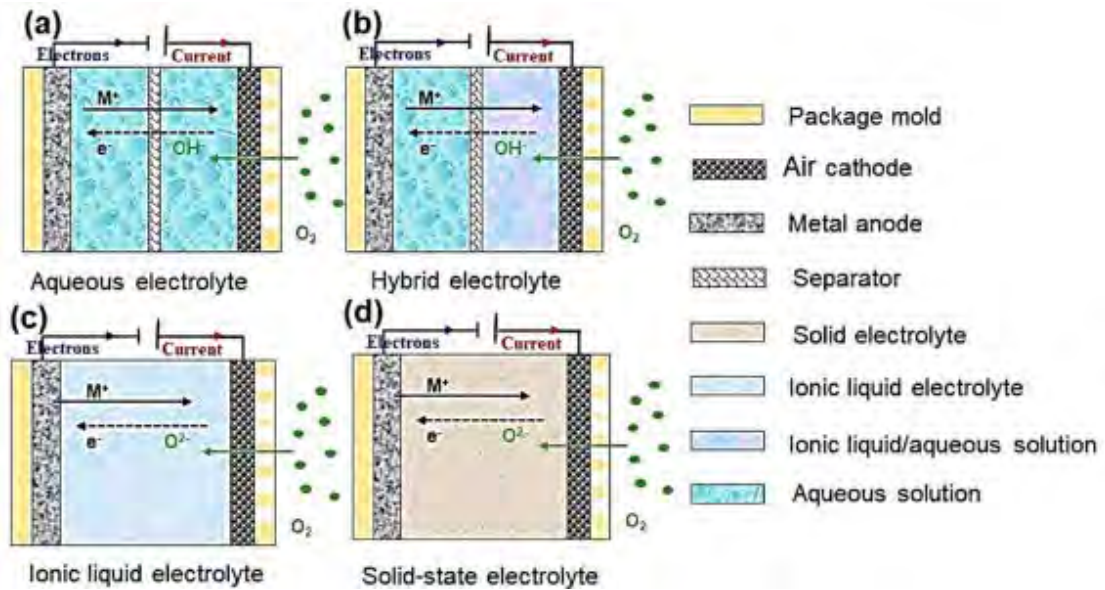 (a)
Electrons
Current
M⁺
e⁻
OH⁻
O₂
Aqueous electrolyte
(b)
Electrons
Current
M⁺
e⁻
OH⁻
O₂
Hybrid electrolyte
(c)
Electrons
Current
M⁺
e⁻
O²⁻
O₂
Ionic liquid electrolyte
(d)
Electrons
Current
M⁺
e⁻
O²⁻
O₂
Solid-state electrolyte
Package mold
Air cathode
Metal anode
Separator
Solid electrolyte
Ionic liquid electrolyte
Ionic liquid/aqueous solution
Aqueous solution